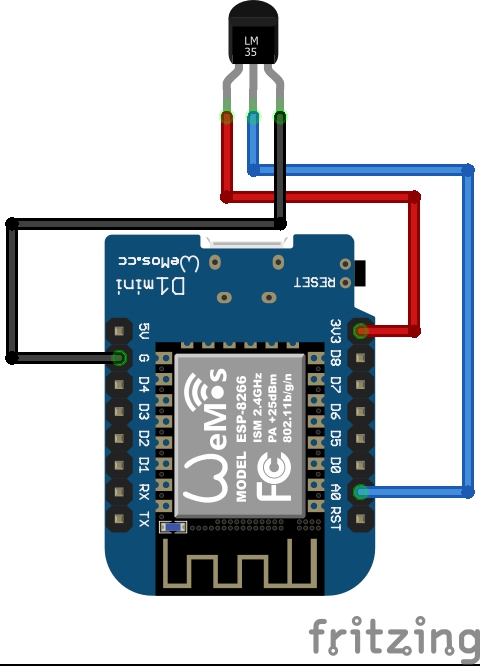 LM
35
WeMos.cc
D1mini
RESET
5V
G
D4
D3
D2
D1
RX
TX
3V3
D8
D7
D6
D5
D0
A0
RST
WeMos
MODEL ESP-8266
ISM 2.4GHz
PA +25dBm
802.11b/g/n
FC
fritzing